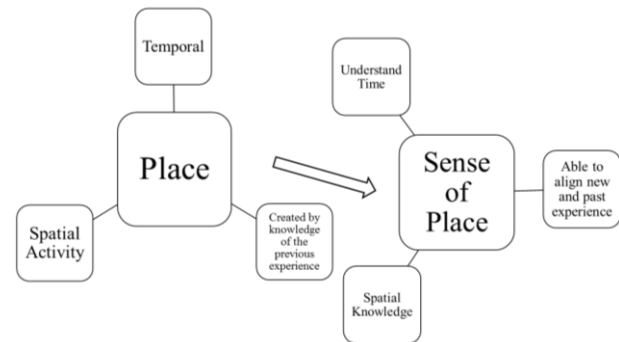 Temporal
Place
Spatial
Activity
Created by
knowledge
of the
previous
experience
Understand
Time
Sense
of
Place
Able to
align new
and past
experience
Spatial
Knowledge